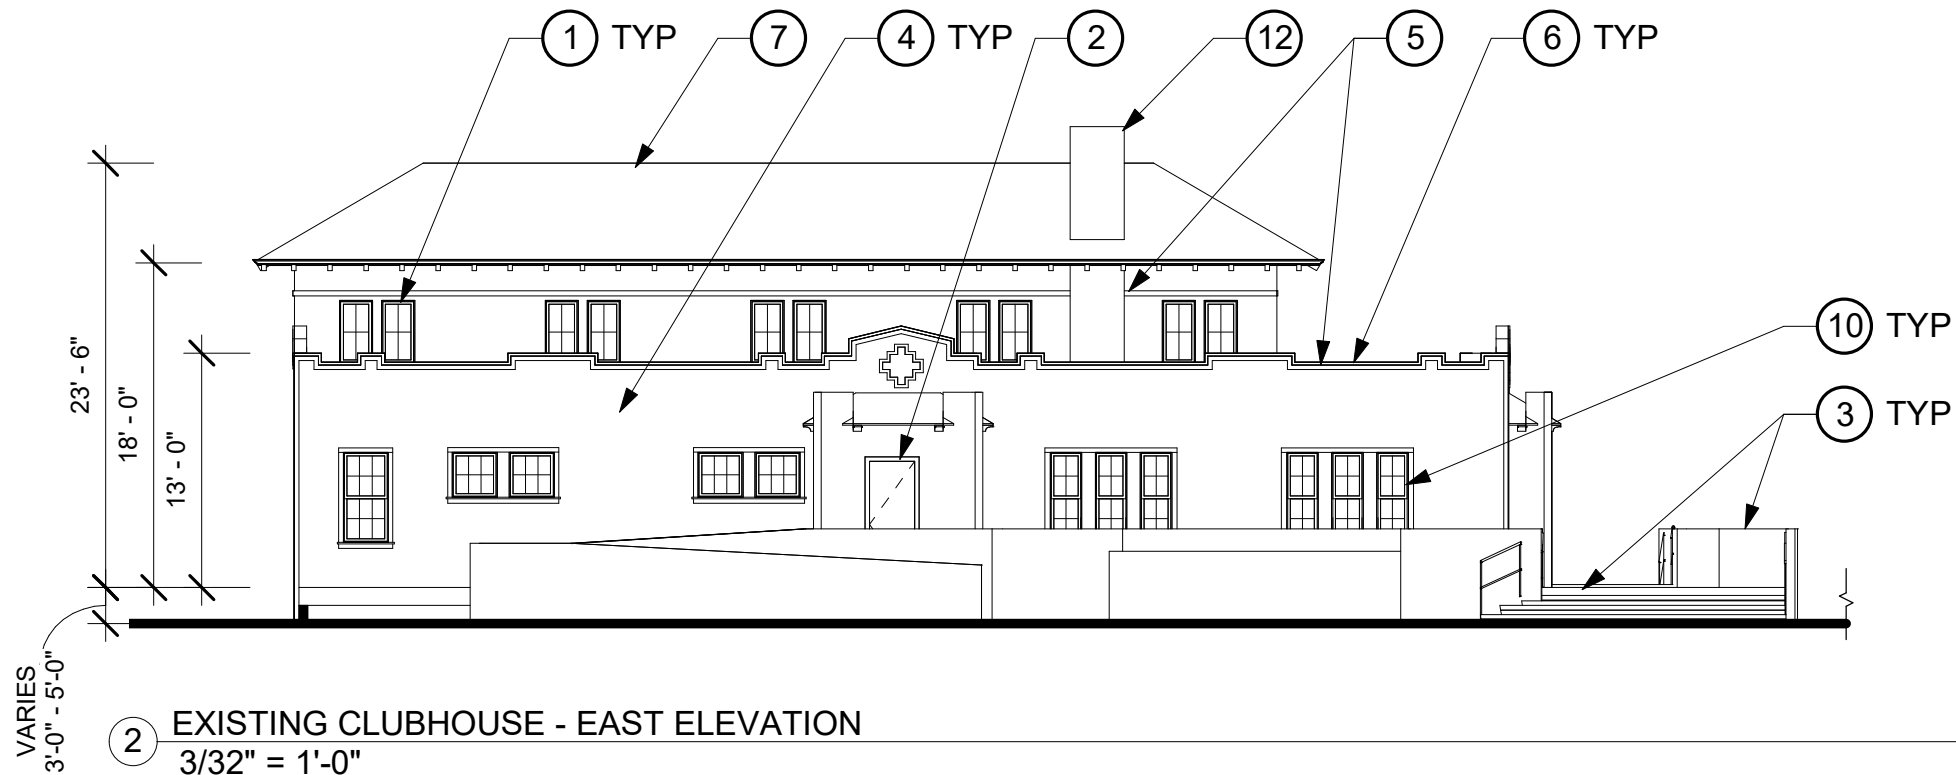 1 TYP
7
4 TYP
2
12
5
6 TYP
10 TYP
3 TYP
23' - 6"
18' - 0"
13' - 0"
VARIES
3'-0" - 5'-0"
2 EXISTING CLUBHOUSE - EAST ELEVATION
3/32" = 1'-0"